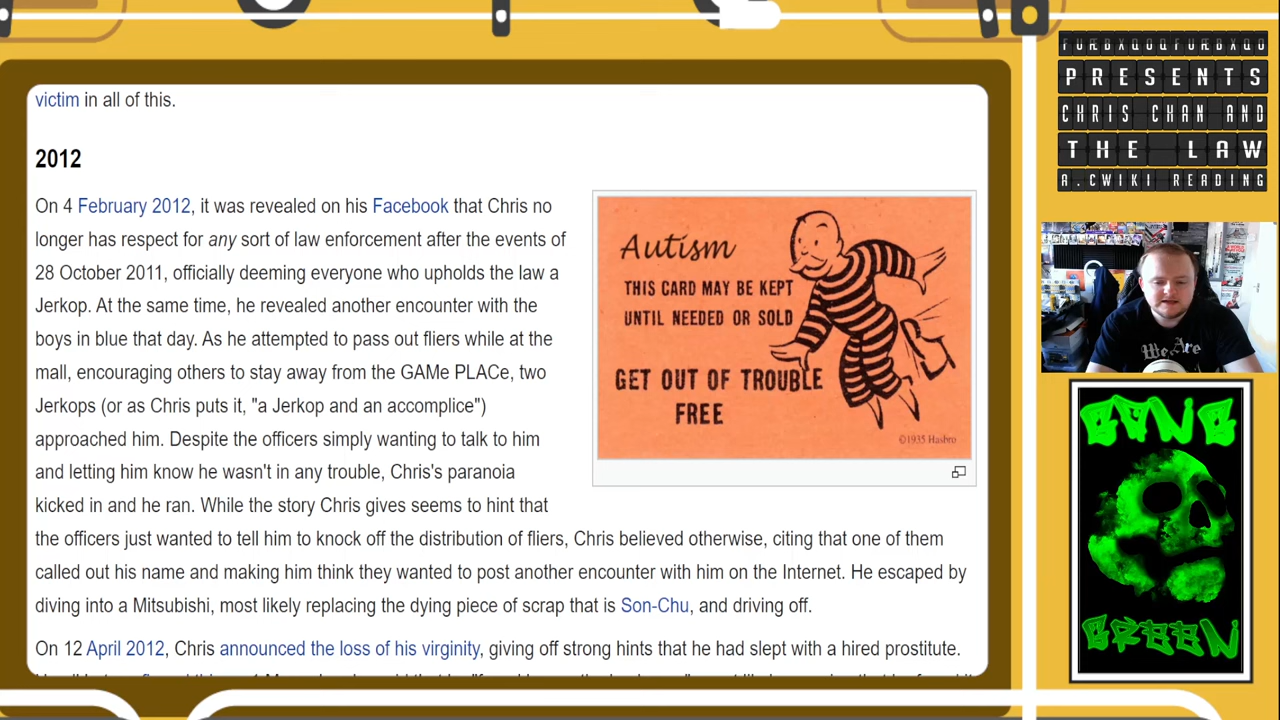 victim in all of this.
2012
On 4 February 2012, it was revealed on his Facebook that Chris no
longer has respect for any sort of law enforcement after the events of
28 October 2011, officially deeming everyone who upholds the law a
Jerkop. At the same time, he revealed another encounter with the
boys in blue that day. As he attempted to pass out fliers while at the
mall, encouraging others to stay away from the GAMe PLACe, two
Jerkops (or as Chris puts it, "a Jerkop and an accomplice")
approached him. Despite the officers simply wanting to talk to him
and letting him know he wasn't in any trouble, Chris's paranoia
kicked in and he ran. While the story Chris gives seems to hint that
the officers just wanted to tell him to knock off the distribution of fliers, Chris believed otherwise, citing that one of them
called out his name and making him think they wanted to post another encounter with him on the Internet. He escaped by
diving into a Mitsubishi, most likely replacing the dying piece of scrap that is Son-Chu, and driving off.
On 12 April 2012, Chris announced the loss of his virginity, giving off strong hints that he had slept with a hired prostitute.
Autism
THIS CARD MAY BE KEPT
UNTIL NEEDED OR SOLD
GET OUT OF TROUBLE
FREE
©1935 Hasbro
PRESENTS
CHRIS CHAN AND
THE LAW
A.CWIKI READING
We Are
GANG
GREEN